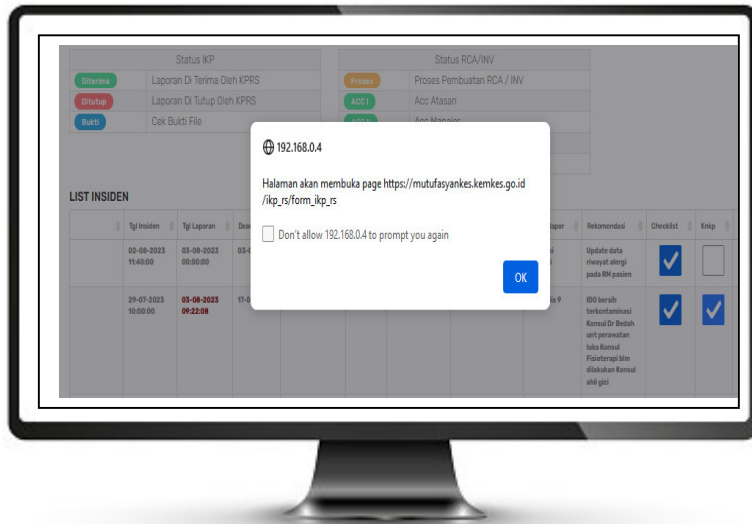 Status IKP
Diterima Laporan Di Terima Oleh KPRS
Ditutup Laporan Di Tutup Oleh KPRS
Bukti Cek Bukti File
Status RCA/INV
Proses Proses Pembuatan RCA / INV
ACC I Acc Atasan
Acc Manajer
192.168.0.4
Halaman akan membuka page https://mutufasyankes.kemkes.go.id
/ikp_rs/form_ikp_rs
Don't allow 192.168.0.4 to prompt you again
OK
LIST INSIDEN
Tgl Insiden Tgl Laporan Rekomendasi Checklist Knkp
02-08-2023 03-08-2023 Update data
11:40:00 00:00:00 riwayat alergi
pada RM pasien
29-07-2023 03-08-2023 IDO bersih
10:00:00 09:22:08 terkontaminasi
Konsul Dr Bedah
unt perawatan
luka Konsul
Fisioterapi blm
dilakukan Konsul
ahli gizi